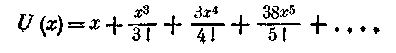 U (x) = x + x³/3! + 3x⁴/4! + 38x⁵/5! + ....